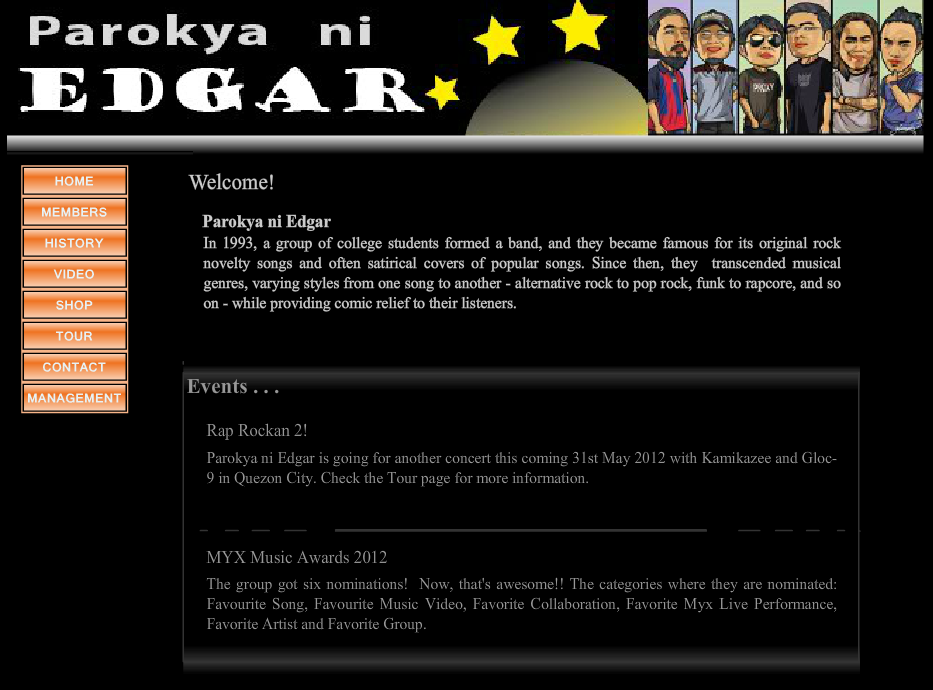 Parokya ni
EDGAR
PROXY
HOME
MEMBERS
HISTORY
VIDEO
SHOP
TOUR
CONTACT
MANAGEMENT
Welcome!
Parokya ni Edgar
In 1993, a group of college students formed a band, and they became famous for its original rock
novelty songs and often satirical covers of popular songs. Since then, they transcended musical
genres, varying styles from one song to another - alternative rock to pop rock, funk to rapcore, and so
on - while providing comic relief to their listeners.
Events . . .
Rap Rockan 2!
Parokya ni Edgar is going for another concert this coming 31st May 2012 with Kamikazee and Gloc-
9 in Quezon City. Check the Tour page for more information.
MYX Music Awards 2012
The group got six nominations! Now, that's awesome!! The categories where they are nominated:
Favourite Song, Favourite Music Video, Favorite Collaboration, Favorite Myx Live Performance,
Favorite Artist and Favorite Group.